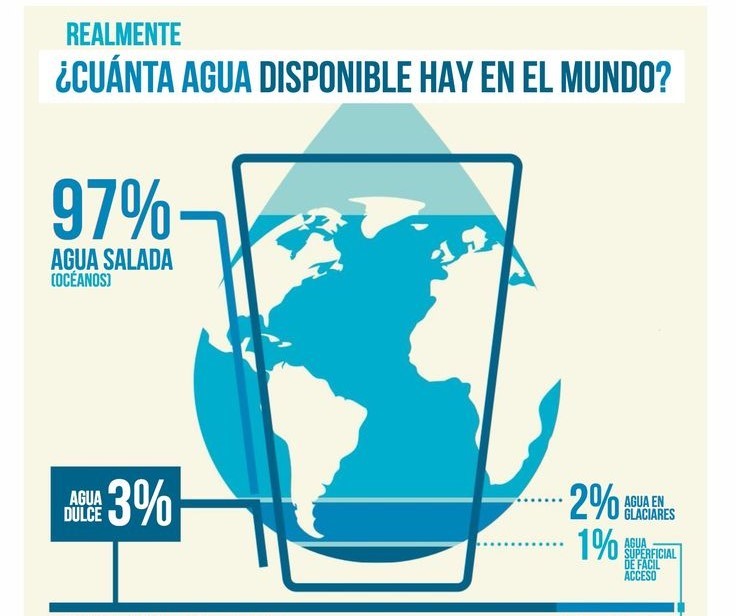 REALMENTE
¿CUÁNTA AGUA DISPONIBLE HAY EN EL MUNDO?
97%
AGUA SALADA
(OCÉANOS)
AGUA
DULCE
3%
2%
AGUA EN
GLACIARES
1%
AGUA
SUPERFICIAL
DE FÁCIL
ACCESO